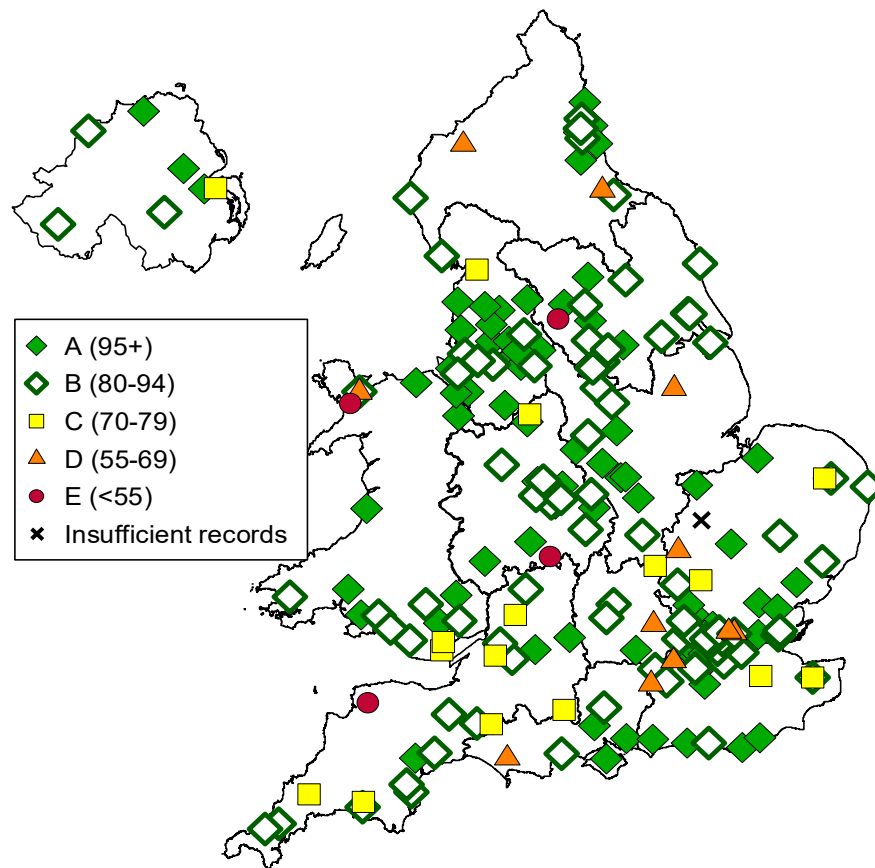 A (95+)
B (80-94)
C (70-79)
D (55-69)
E (<55)
Insufficient records